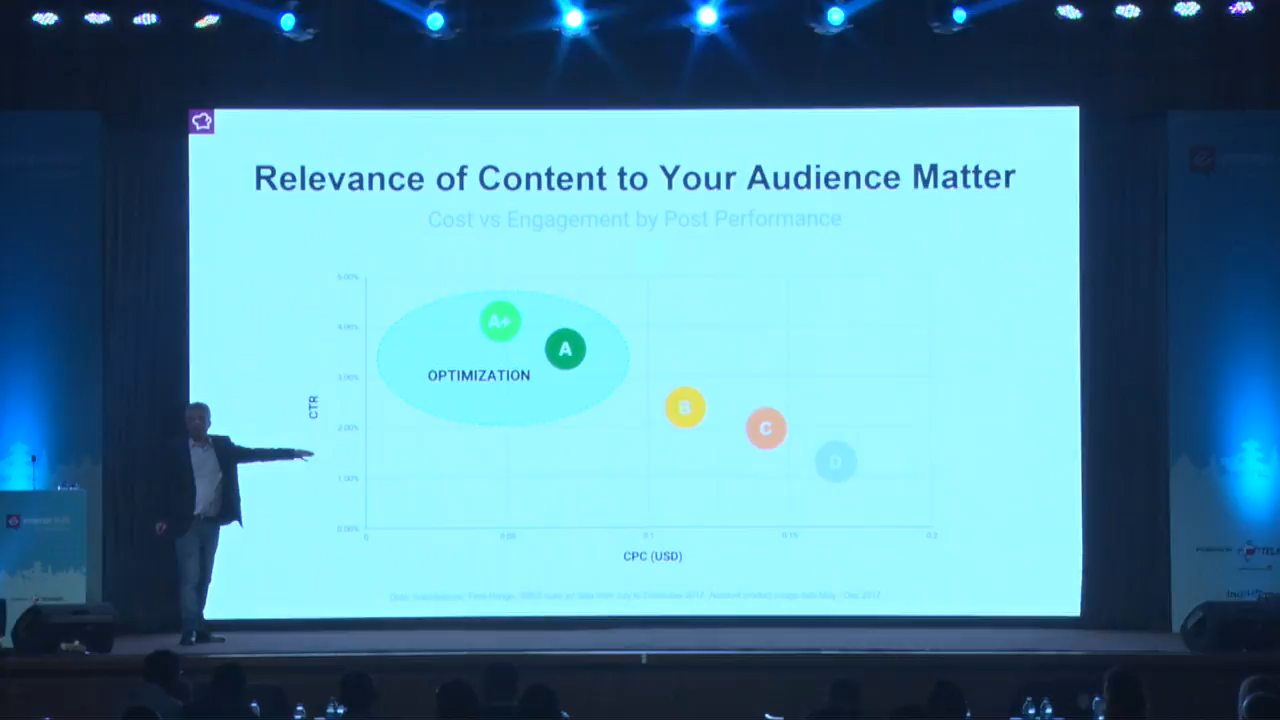 Relevance of Content to Your Audience Matter
Cost vs Engagement by Post Performance
5.00%
4.00%
3.00%
2.00%
1.00%
0.00%
CTR
A+
A
OPTIMIZATION
B
C
D
0
0.05
0.1
0.15
0.2
CPC (USD)